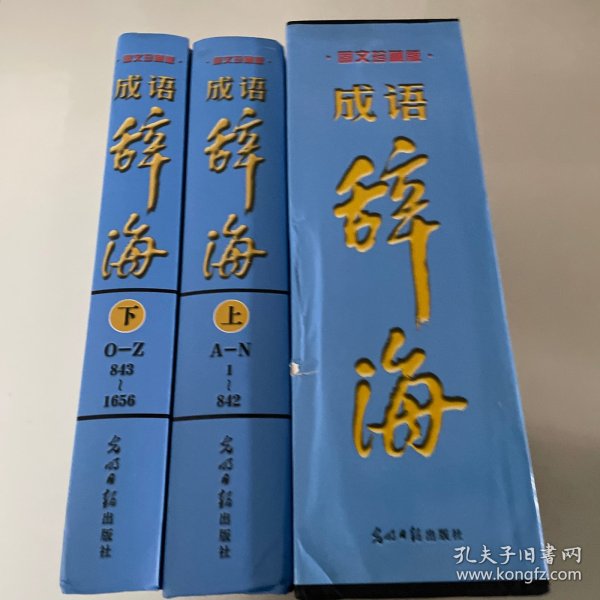 ·图文珍藏版·
成语
辞海
下
O-Z
843
~
1656
光明日报出版社
·图文珍藏版·
成语
辞海
上
A-N
1
~
842
光明日报出版社
·图文珍藏版·
成语
辞海
光明日报出版社
孔夫子旧书网
www.kongfz.com